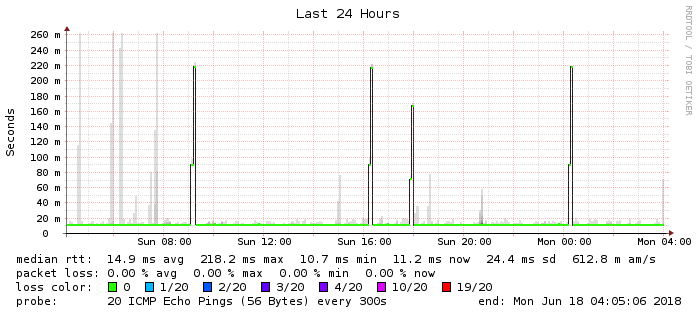 Last 24 Hours
RRDTOOL / TOBI OETIKER
Seconds
260 m
240 m
220 m
200 m
180 m
160 m
140 m
120 m
100 m
80 m
60 m
40 m
20 m
0
Sun 08:00 Sun 12:00 Sun 16:00 Sun 20:00 Mon 00:00 Mon 04:00
median rtt: 14.9 ms avg 218.2 ms max 10.7 ms min 11.2 ms now 24.4 ms sd 612.8 m am/s
packet loss: 0.00 % avg 0.00 % max 0.00 % min 0.00 % now
loss color: 0 1/20 2/20 3/20 4/20 10/20 19/20
probe: 20 ICMP Echo Pings (56 Bytes) every 300s end: Mon Jun 18 04:05:06 2018